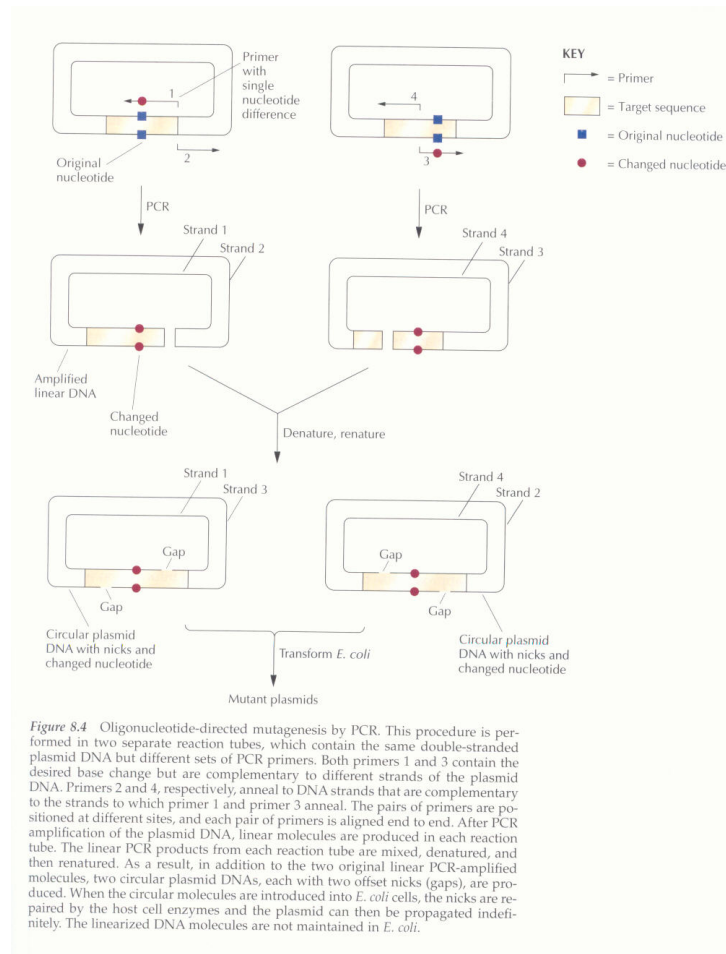 Primer
with
single
nucleotide
difference
1
2
Original
nucleotide
4
3
KEY
= Primer
= Target sequence
= Original nucleotide
= Changed nucleotide
PCR
PCR
Strand 1
Strand 2
Strand 4
Strand 3
Amplified
linear DNA
Changed
nucleotide
Denature, renature
Strand 1
Strand 3
Gap
Gap
Strand 4
Strand 2
Gap
Gap
Circular plasmid
DNA with nicks and
changed nucleotide
Transform E. coli
Circular plasmid
DNA with nicks and
changed nucleotide
Mutant plasmids
Figure 8.4 Oligonucleotide-directed mutagenesis by PCR. This procedure is per-
formed in two separate reaction tubes, which contain the same double-stranded
plasmid DNA but different sets of PCR primers. Both primers 1 and 3 contain the
desired base change but are complementary to different strands of the plasmid
DNA. Primers 2 and 4, respectively, anneal to DNA strands that are complementary
to the strands to which primer 1 and primer 3 anneal. The pairs of primers are po-
sitioned at different sites, and each pair of primers is aligned end to end. After PCR
amplification of the plasmid DNA, linear molecules are produced in each reaction
tube. The linear PCR products from each reaction tube are mixed, denatured, and
then renatured. As a result, in addition to the two original linear PCR-amplified
molecules, two circular plasmid DNAs, each with two offset nicks (gaps), are pro-
duced. When the circular molecules are introduced into E. coli cells, the nicks are re-
paired by the host cell enzymes and the plasmid can then be propagated indefi-
nitely. The linearized DNA molecules are not maintained in E. coli.